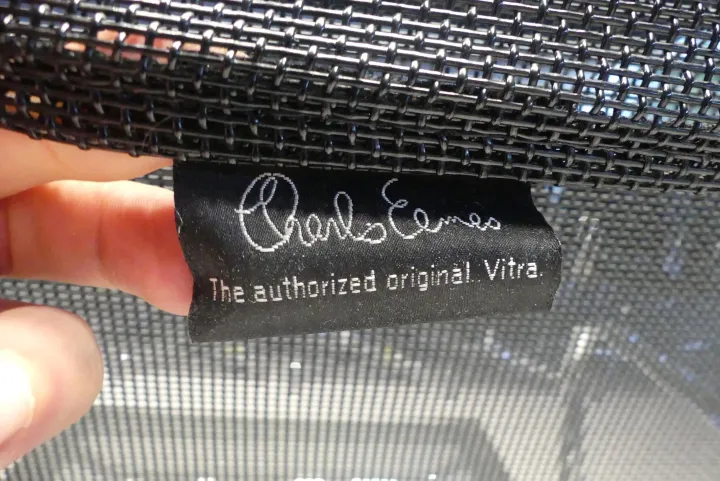 Charles Eames
The authorized original. Vitra.